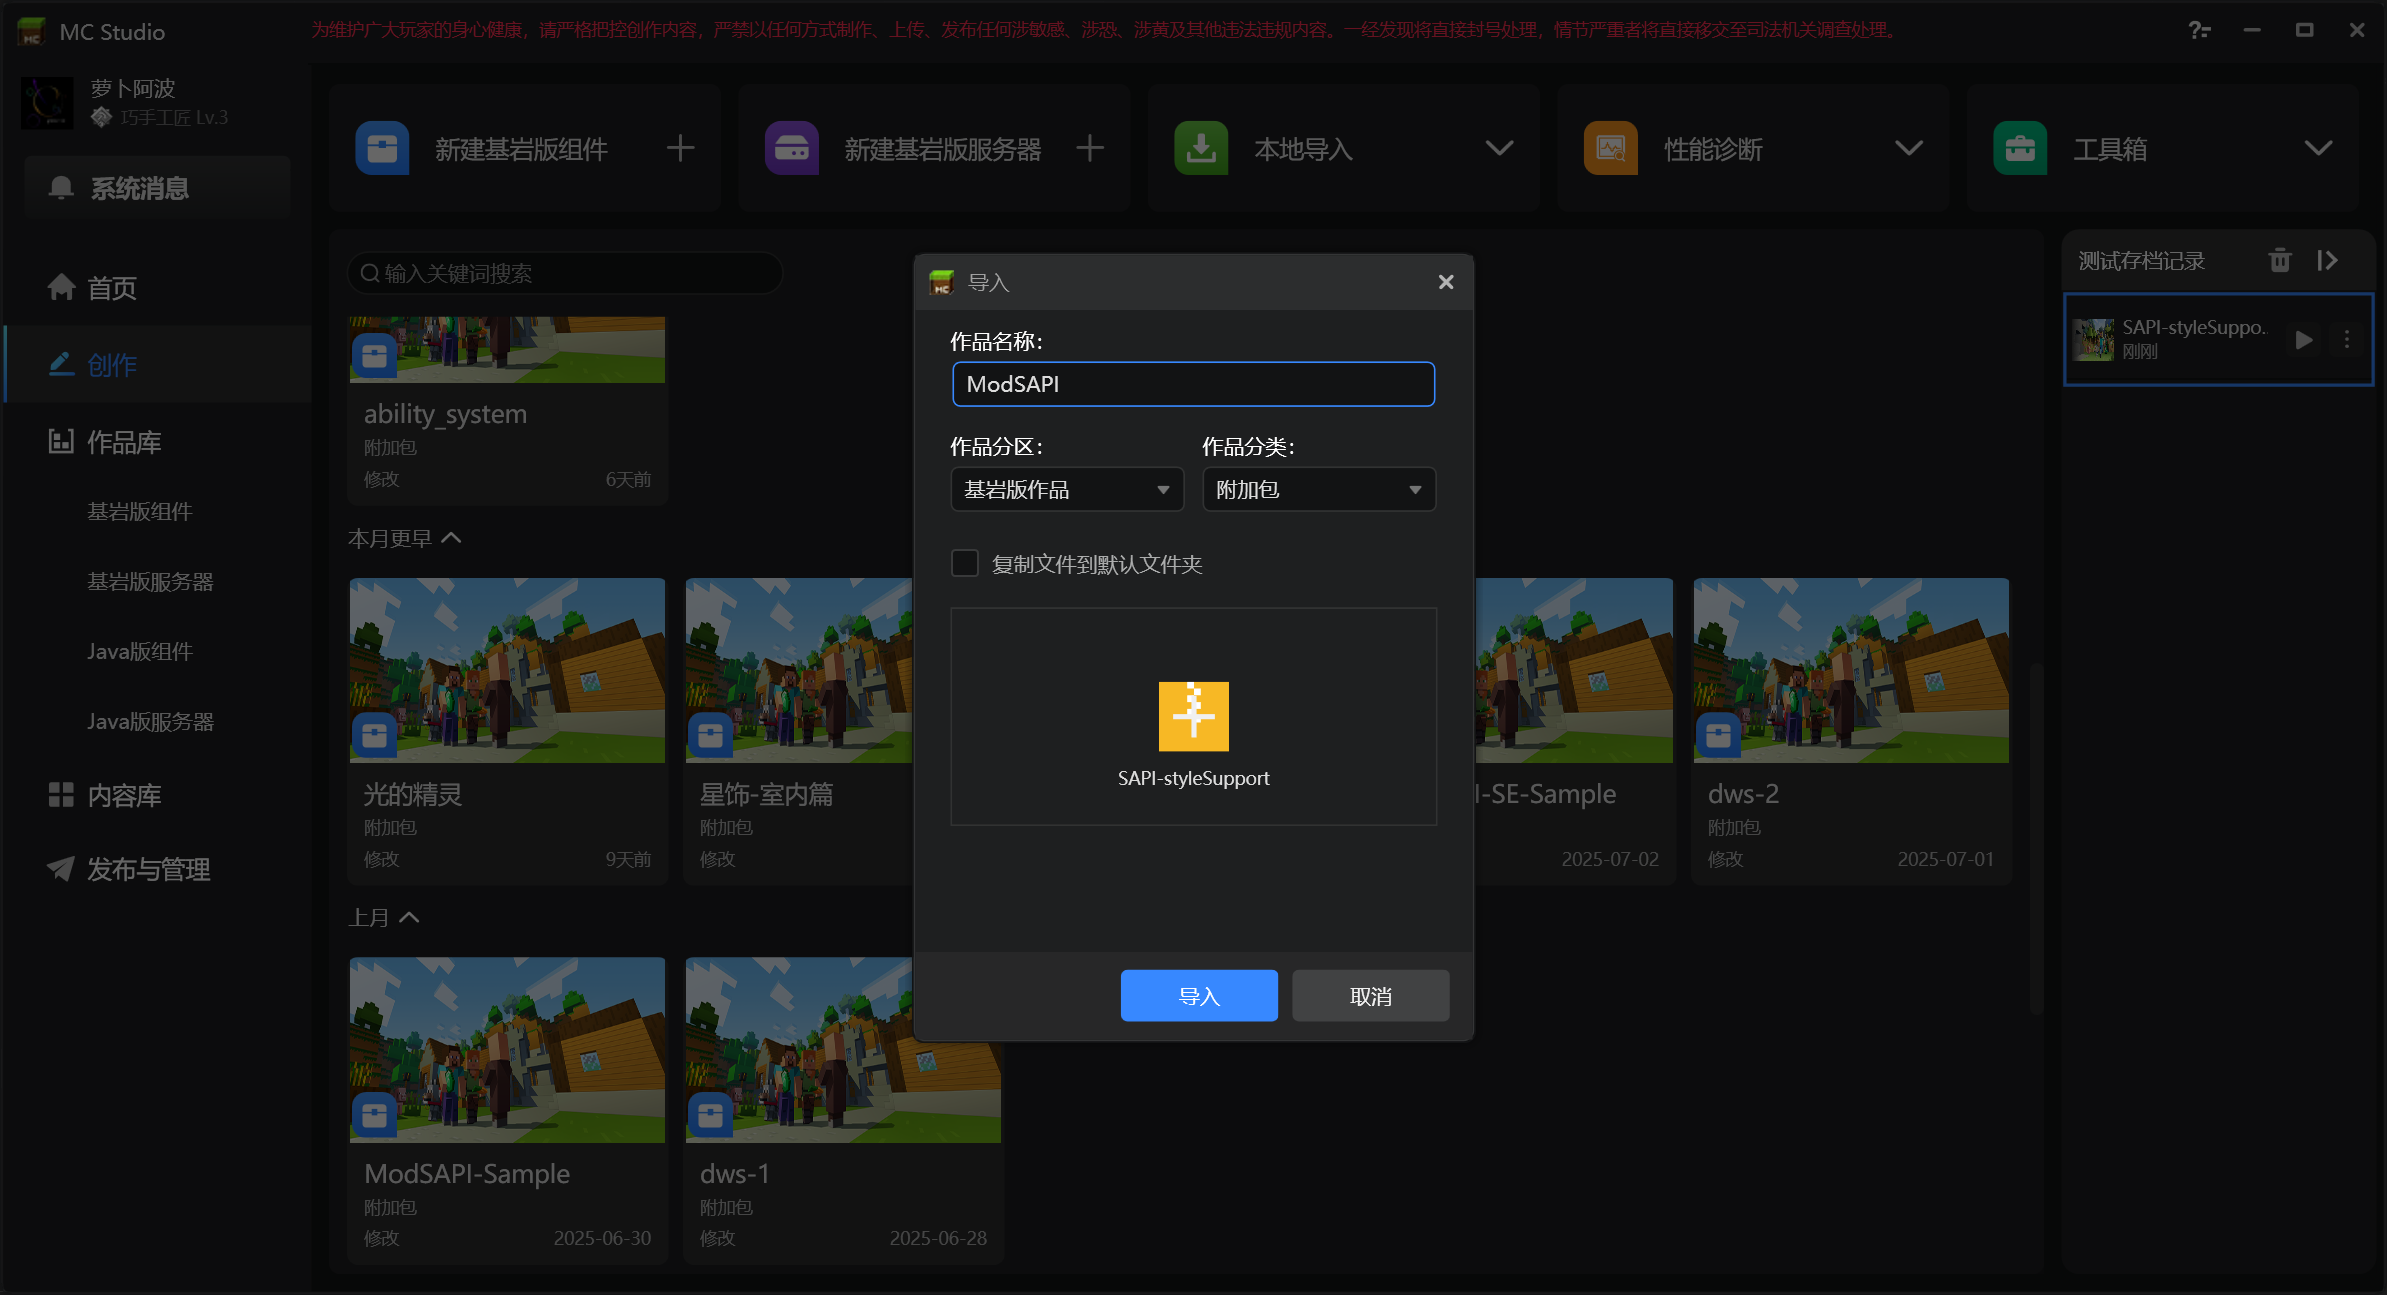 MC Studio
为维护广大玩家的身心健康，请严格把控创作内容，严禁以任何方式制作、上传、发布任何涉敏感、涉恐、涉黄及其他违法违规内容。一经发现将直接封号处理，情节严重者将直接移交至司法机关调查处理。
萝卜阿波
巧手工匠 Lv.3
系统消息
首页
创作
作品库
基岩版组件
基岩版服务器
Java版组件
Java版服务器
内容库
发布与管理
新建基岩版组件
新建基岩版服务器
本地导入
性能诊断
工具箱
输入关键词搜索
ability_system
附加包
修改 6天前
本月更早
光的精灵
附加包
修改 9天前
星饰-室内篇
附加包
修改
I-SE-Sample
2025-07-02
dws-2
附加包
修改 2025-07-01
上月
ModSAPI-Sample
附加包
修改 2025-06-30
dws-1
附加包
修改 2025-06-28
导入
作品名称：
ModSAPI
作品分区： 作品分类：
基岩版作品 附加包
复制文件到默认文件夹
SAPI-styleSupport
导入 取消
测试存档记录
SAPI-styleSuppo..
刚刚